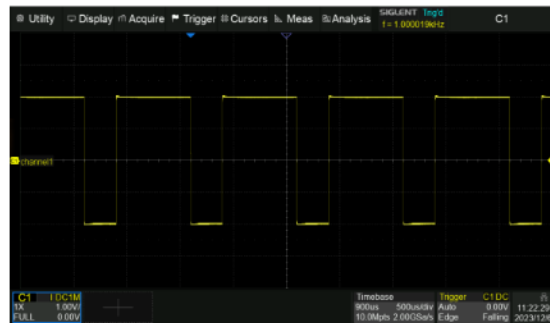 Utility Display Acquire Trigger Cursors Meas Analysis SIGLENT Trig'd C1
f = 1.000019kHz
channel1
C1 DC1M
1X 1.00V/
FULL 0.00V
Timebase
900us 500us/div
10.0Mpts 2.00GSa/s
Trigger C1 DC
Auto 0.00V
Edge Falling
11:22:29